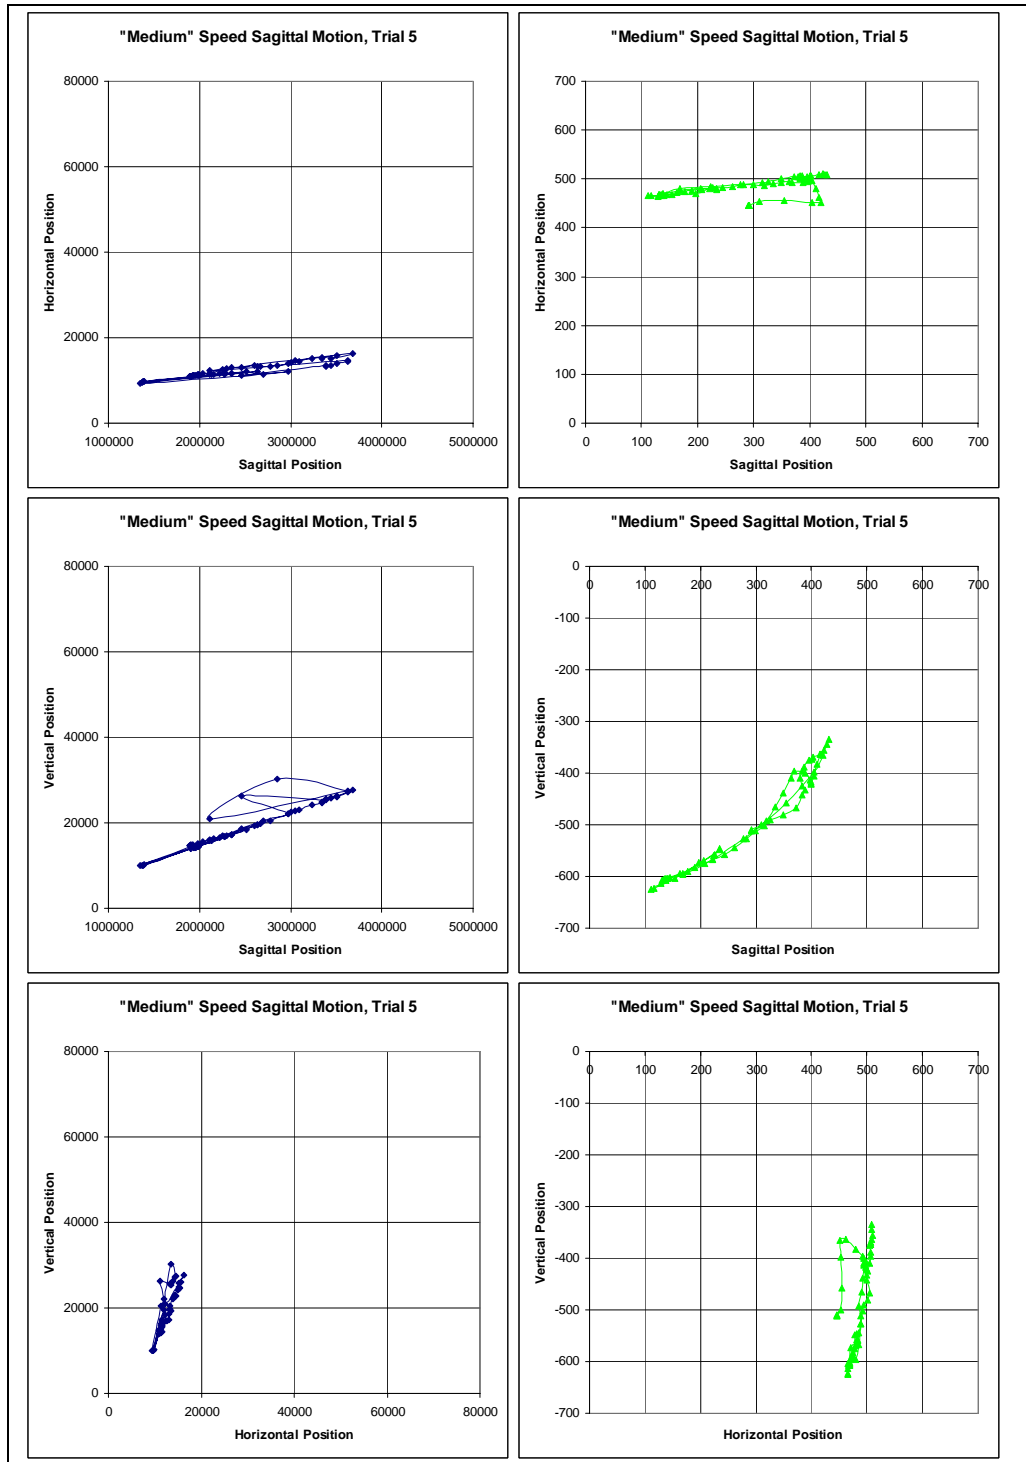 "Medium" Speed Sagittal Motion, Trial 5
80000
60000
40000
20000
0
1000000 2000000 3000000 4000000 5000000
Horizontal Position
Sagittal Position
"Medium" Speed Sagittal Motion, Trial 5
700
600
500
400
300
200
100
0
0 100 200 300 400 500 600 700
Horizontal Position
Sagittal Position
"Medium" Speed Sagittal Motion, Trial 5
80000
60000
40000
20000
0
1000000 2000000 3000000 4000000 5000000
Vertical Position
Sagittal Position
"Medium" Speed Sagittal Motion, Trial 5
0
-100
-200
-300
-400
-500
-600
-700
0 100 200 300 400 500 600 700
Vertical Position
Sagittal Position
"Medium" Speed Sagittal Motion, Trial 5
80000
60000
40000
20000
0
0 20000 40000 60000 80000
Vertical Position
Horizontal Position
"Medium" Speed Sagittal Motion, Trial 5
0
-100
-200
-300
-400
-500
-600
-700
0 100 200 300 400 500 600 700
Vertical Position
Horizontal Position